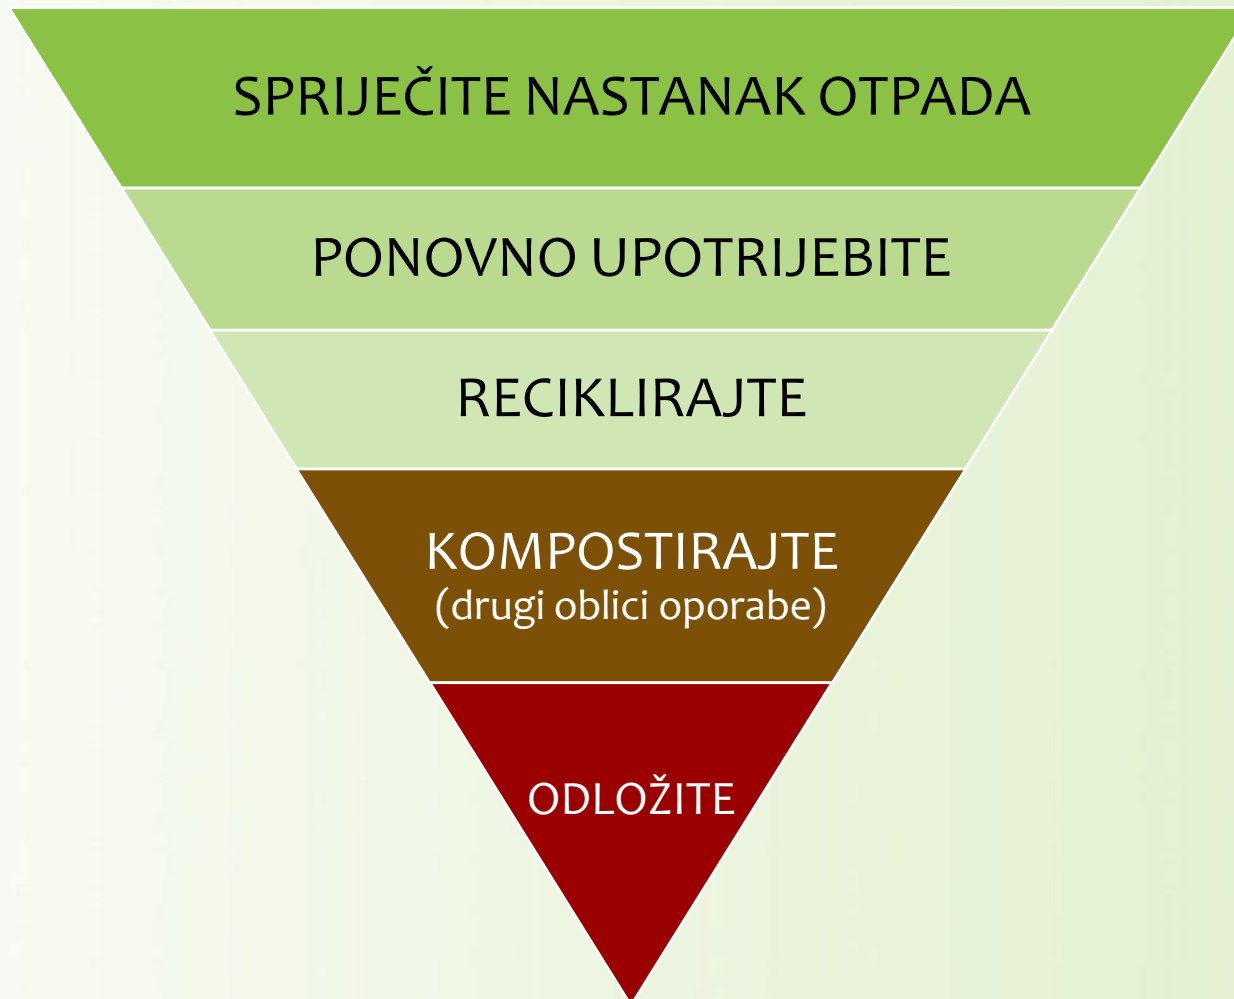 SPRIJEČITE NASTANAK OTPADA
PONOVNO UPOTRIJEBITE
RECIKLIRAJTE
KOMPOSTIRAJTE
(drugi oblici oporabe)
ODLOŽITE